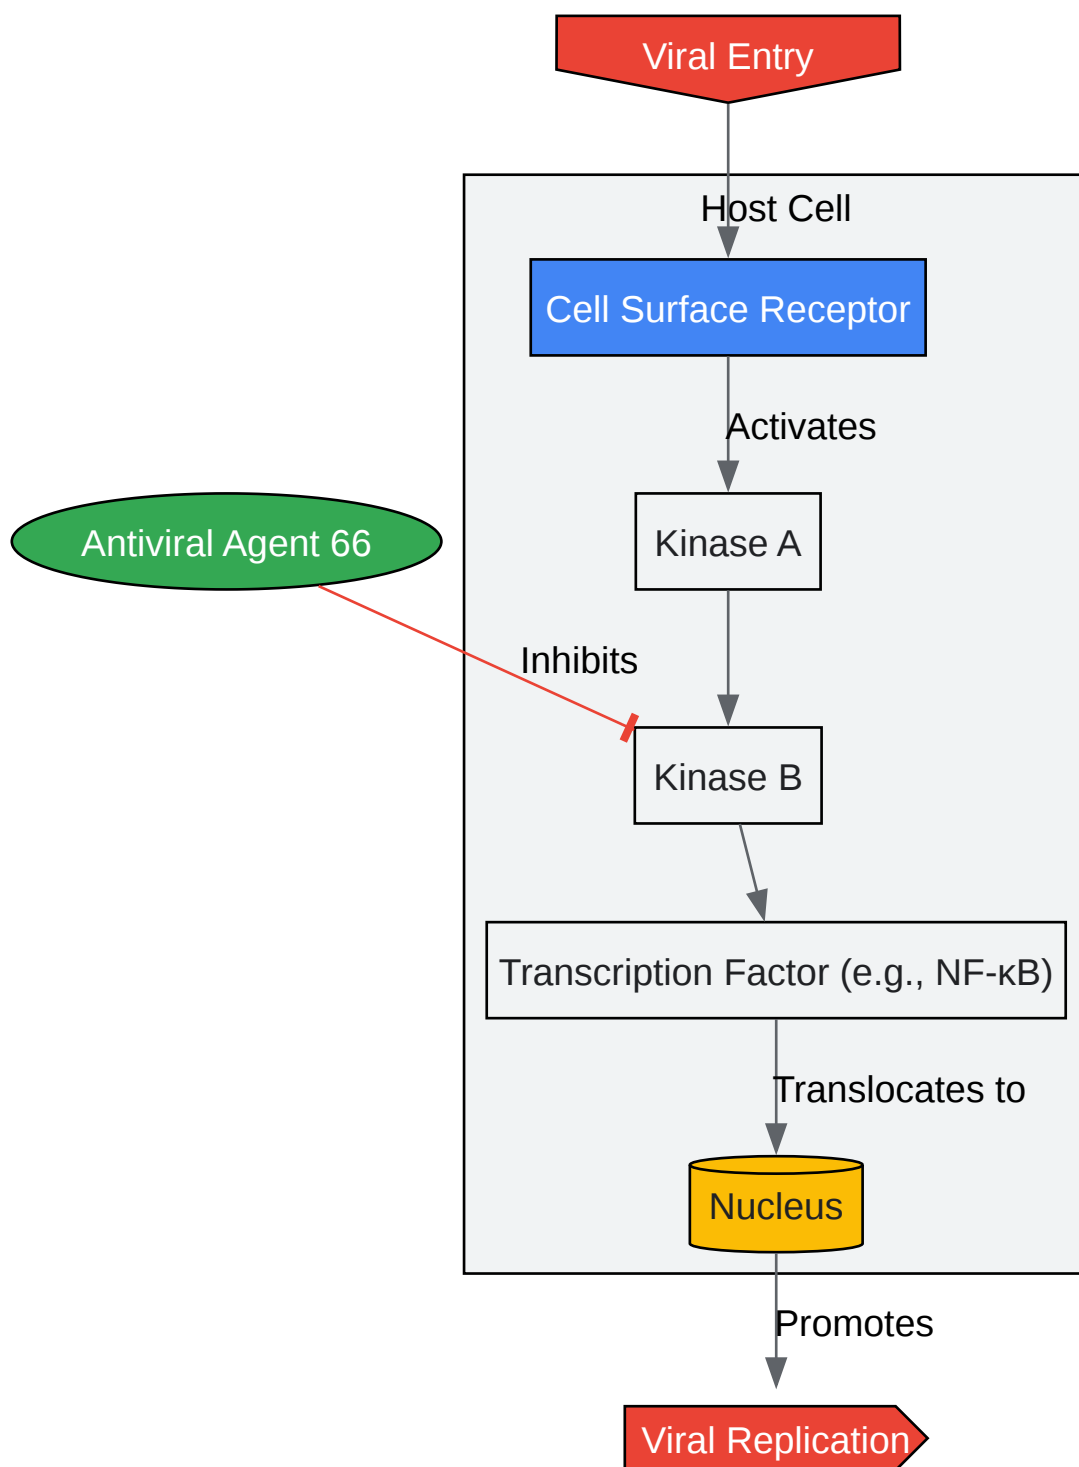 Viral Entry
Host Cell
Cell Surface Receptor
Activates
Antiviral Agent 66
Kinase A
Inhibits
Kinase B
Transcription Factor (e.g., NF-κB)
Translocates to
Nucleus
Promotes
Viral Replication